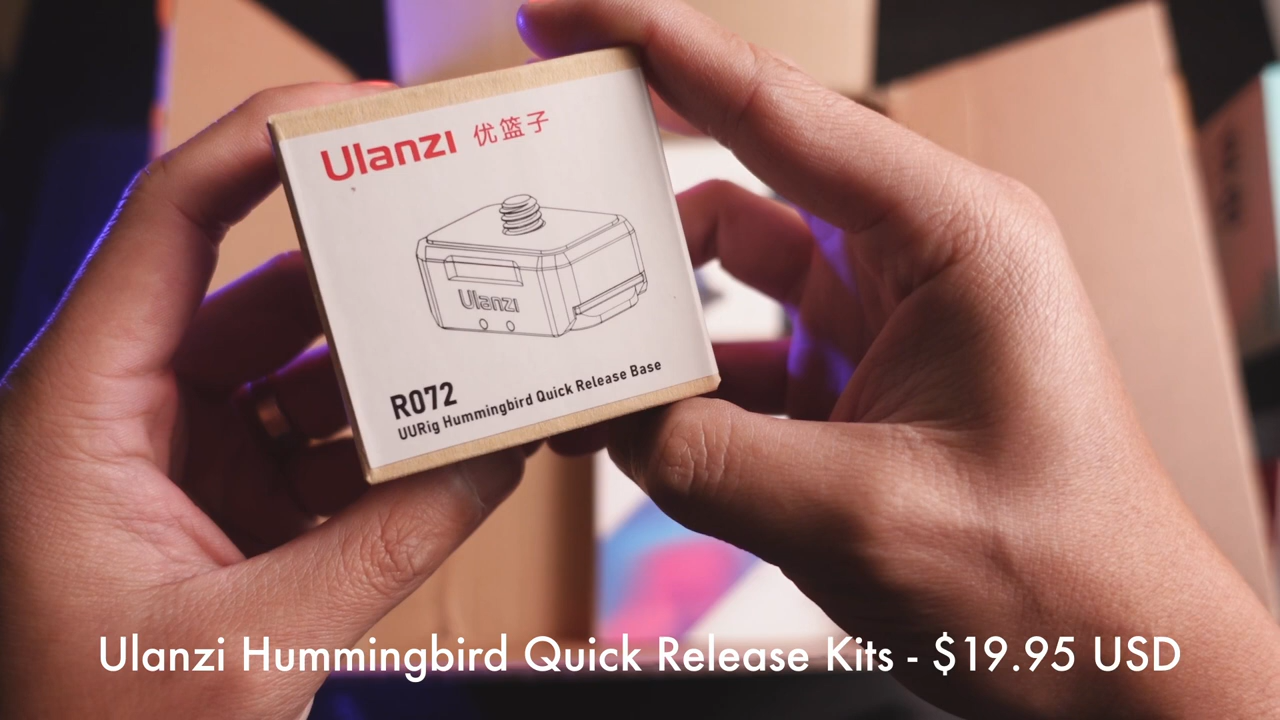 Ulanzi 优篮子
Ulanzi
R072
UURig Hummingbird Quick Release Base
Ulanzi Hummingbird Quick Release Kits - $19.95 USD